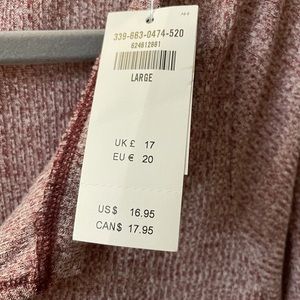 339-663-0474-520
624612861
LARGE
UK £ 17
EU € 20
US $ 16.95
CAN $ 17.95